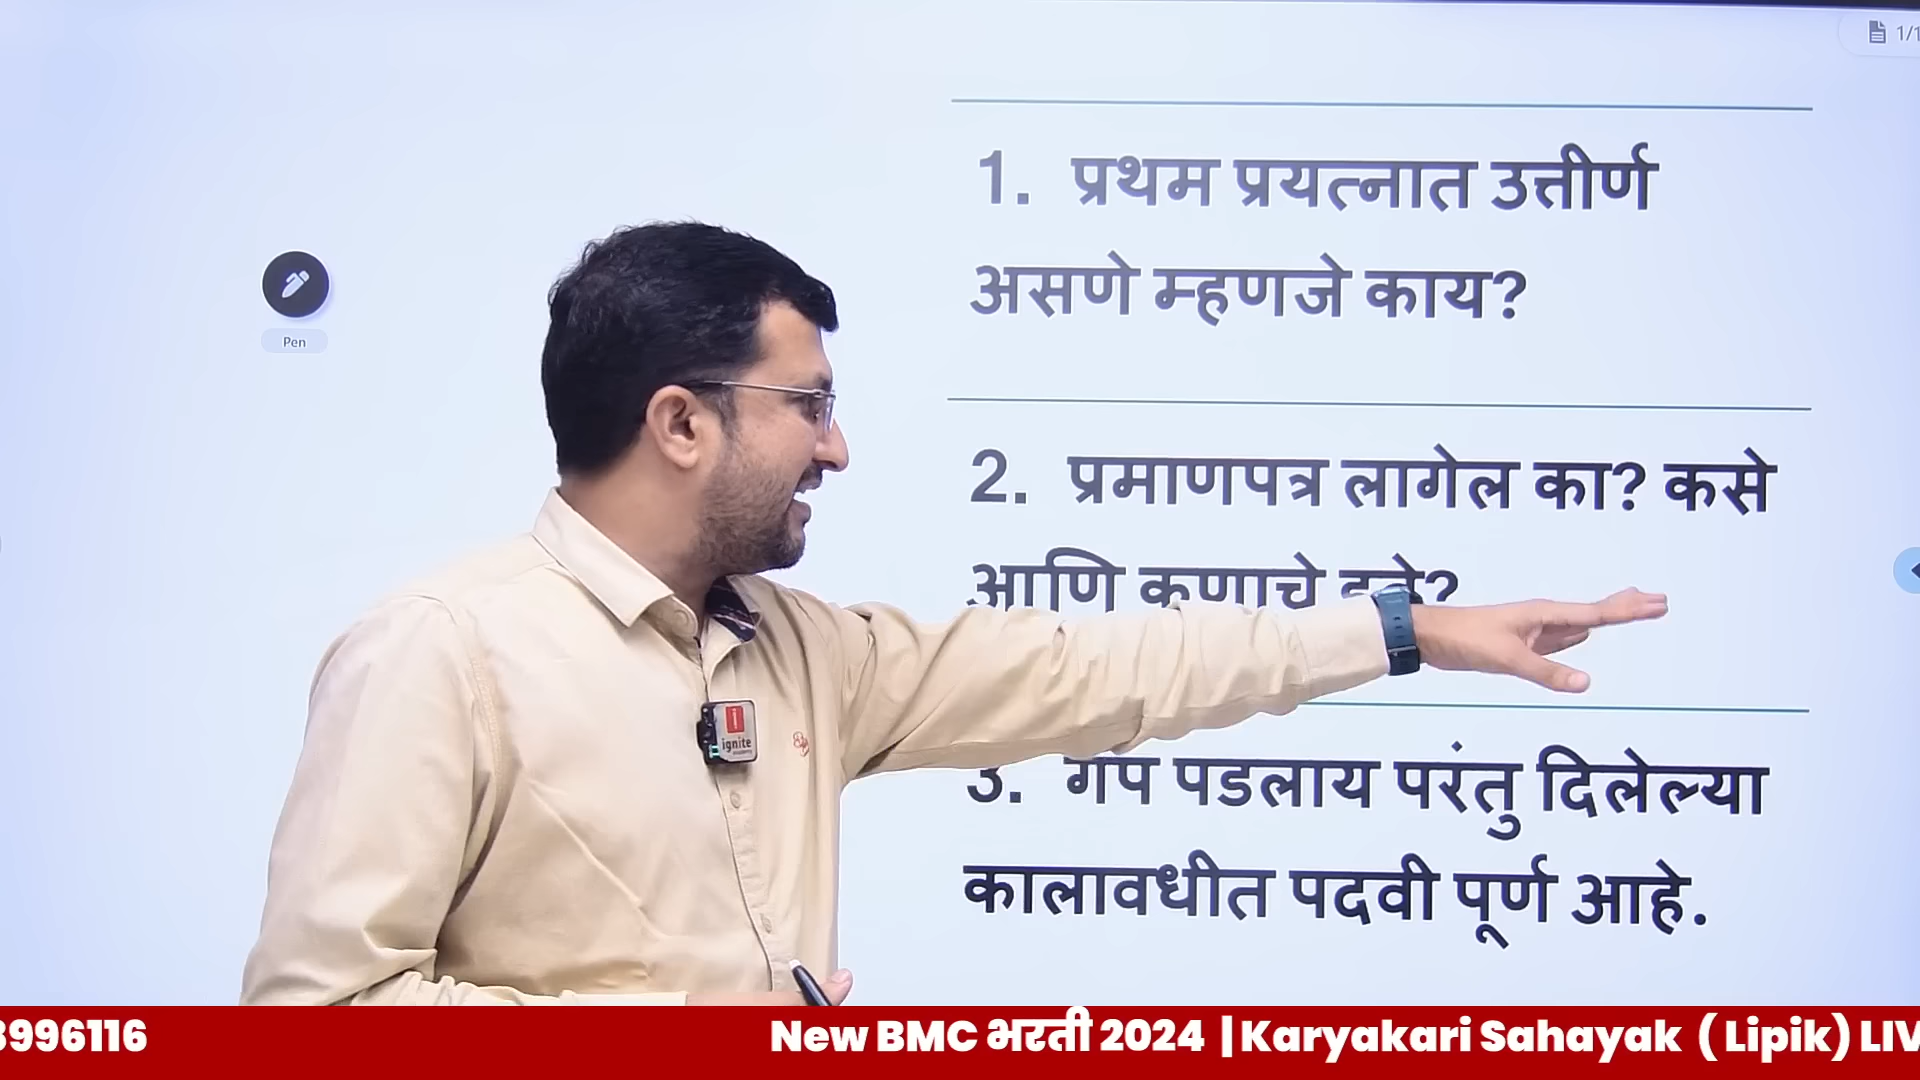 1/1
1. प्रथम प्रयत्नात उत्तीर्ण
असणे म्हणजे काय?
Pen
2. प्रमाणपत्र लागेल का? कसे
आणि कुणाचे
ignite
3. गॅप पडलाय परंतु दिलेल्या
कालावधीत पदवी पूर्ण आहे.
3996116 New BMC भरती 2024 | Karyakari Sahayak ( Lipik) LIV